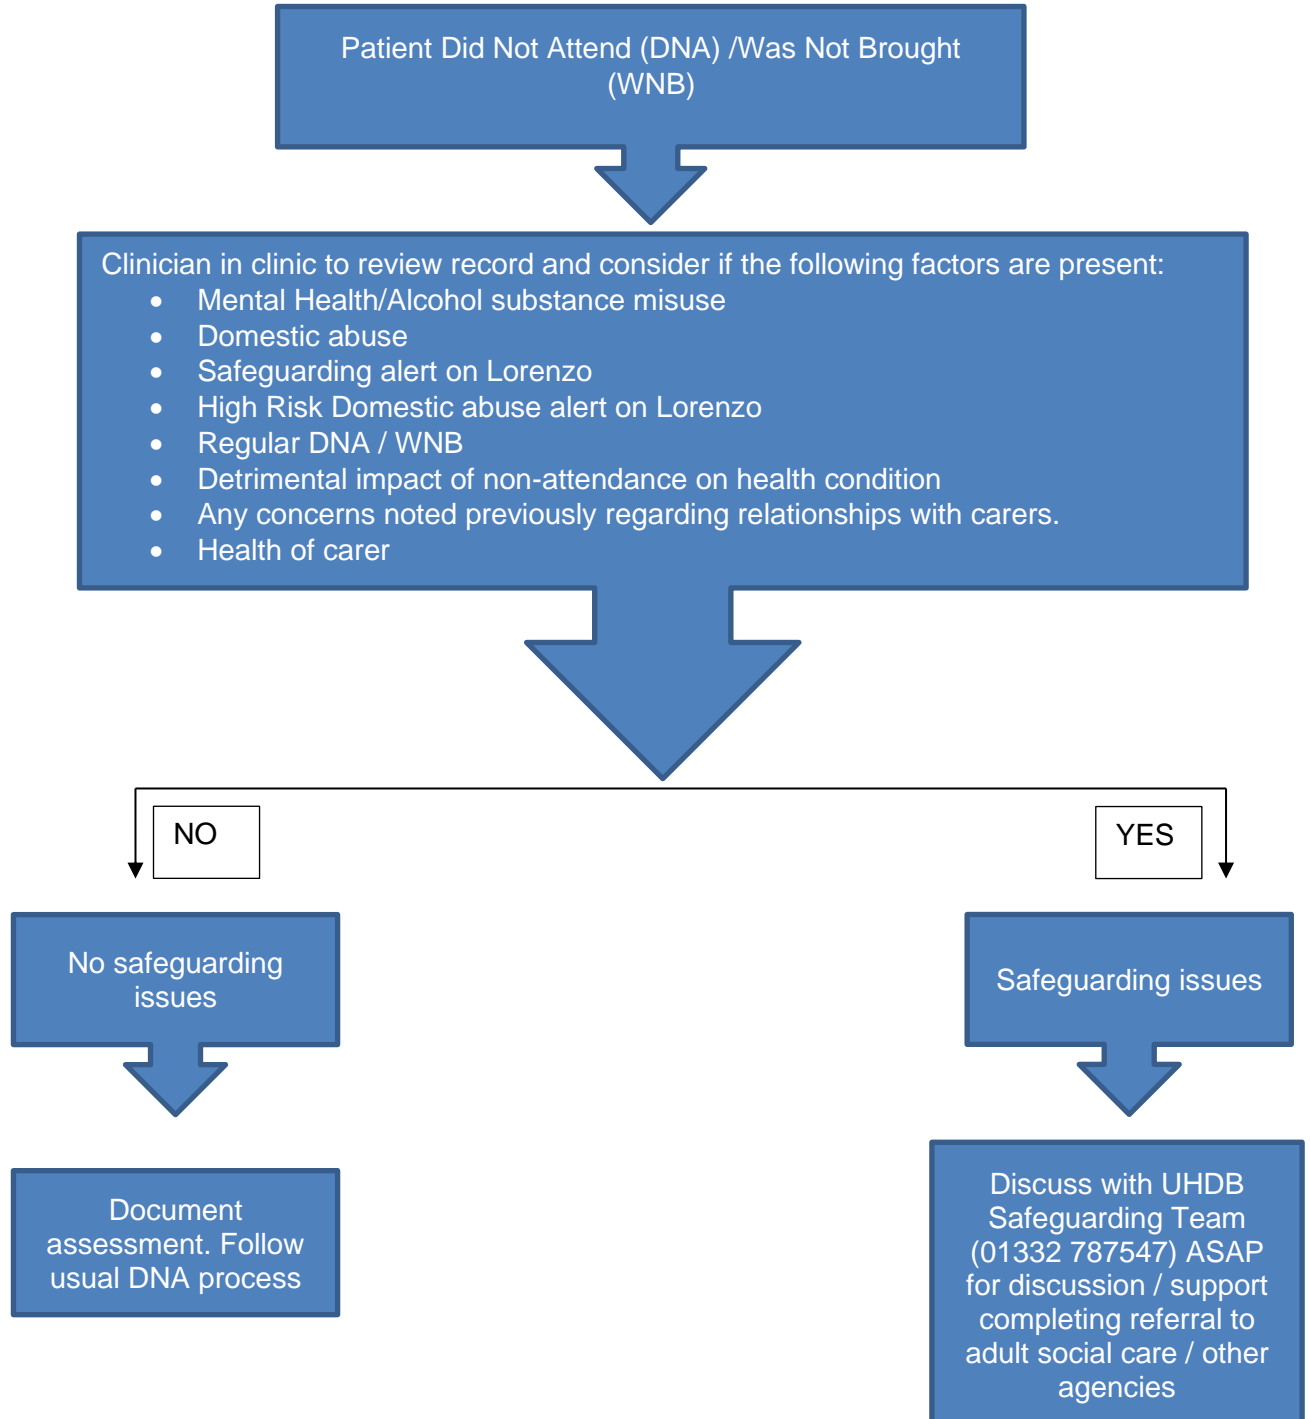 Patient Did Not Attend (DNA) /Was Not Brought
(WNB)
Clinician in clinic to review record and consider if the following factors are present:
• Mental Health/Alcohol substance misuse
• Domestic abuse
• Safeguarding alert on Lorenzo
• High Risk Domestic abuse alert on Lorenzo
• Regular DNA / WNB
• Detrimental impact of non-attendance on health condition
• Any concerns noted previously regarding relationships with carers.
• Health of carer
NO
YES
No safeguarding
issues
Safeguarding issues
Document
assessment. Follow
usual DNA process
Discuss with UHDB
Safeguarding Team
(01332 787547) ASAP
for discussion / support
completing referral to
adult social care / other
agencies